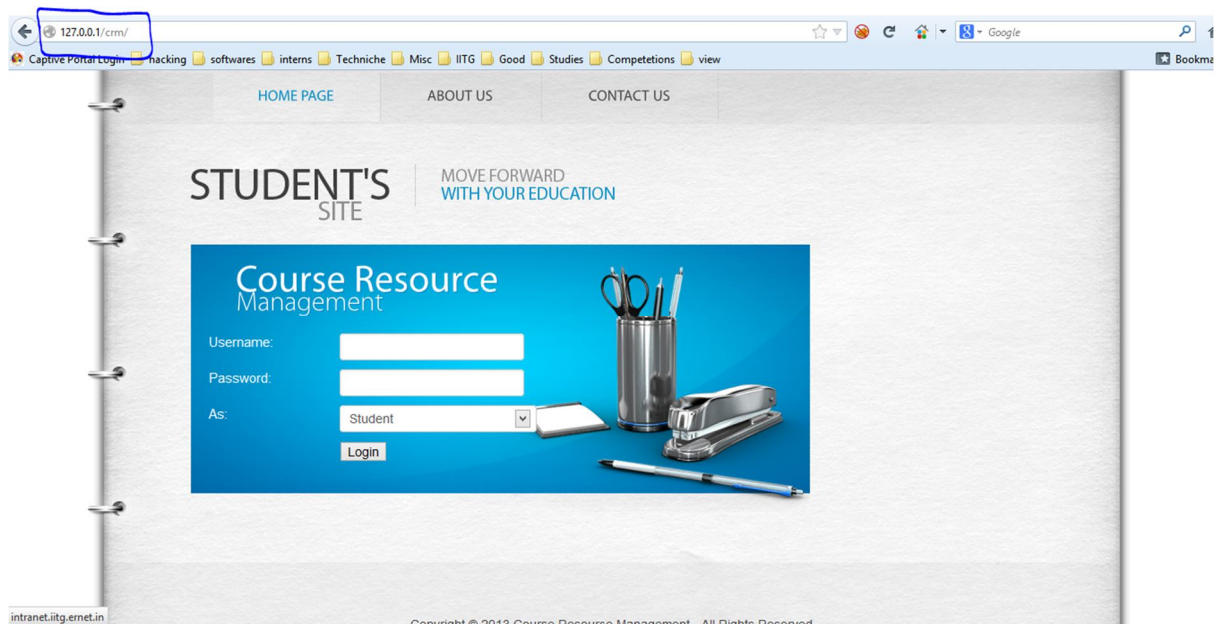 127.0.0.1/crm/
Google
Captive Portal Login hacking softwares interns Techniche Misc IITG Good Studies Competetions view Bookma
HOME PAGE ABOUT US CONTACT US
STUDENT'S
SITE
MOVE FORWARD
WITH YOUR EDUCATION
Course Resource
Management
Username:
Password:
As: Student
Login
intranet.iitg.ernet.in
Copyright © 2013 Course Resourse Management - All Rights Reserved